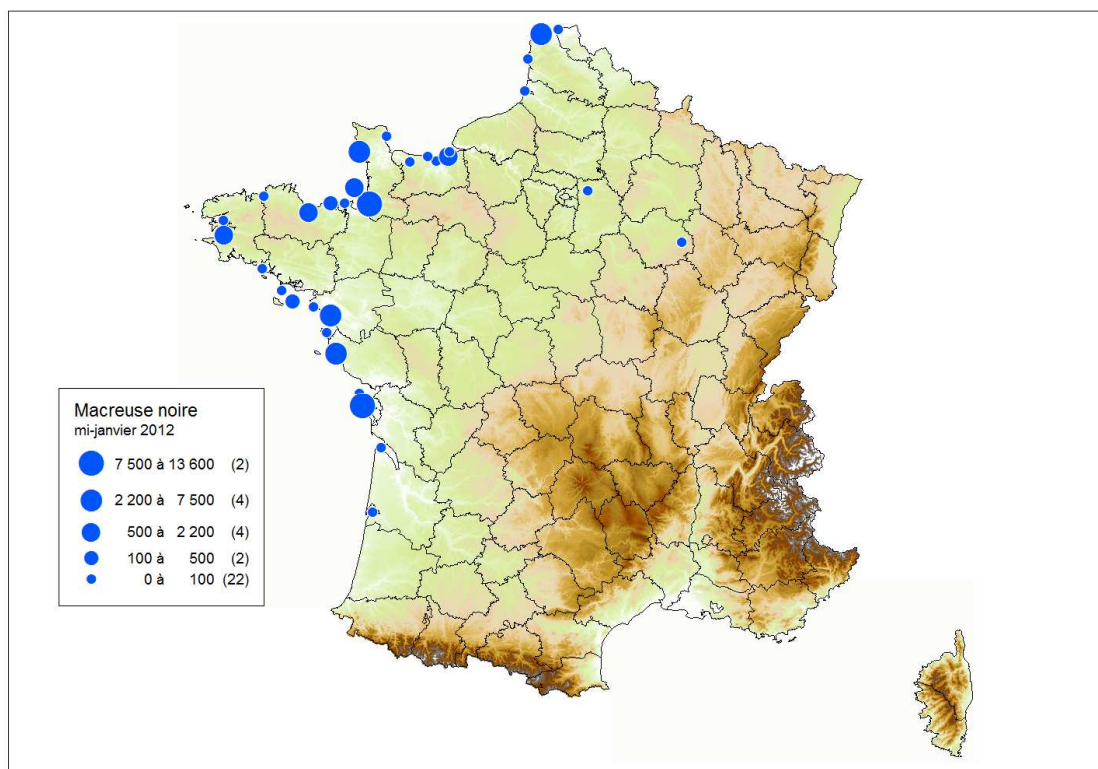 Macreuse noire
mi-janvier 2012
7 500 à 13 600 (2)
2 200 à 7 500 (4)
500 à 2 200 (4)
100 à 500 (2)
0 à 100 (22)